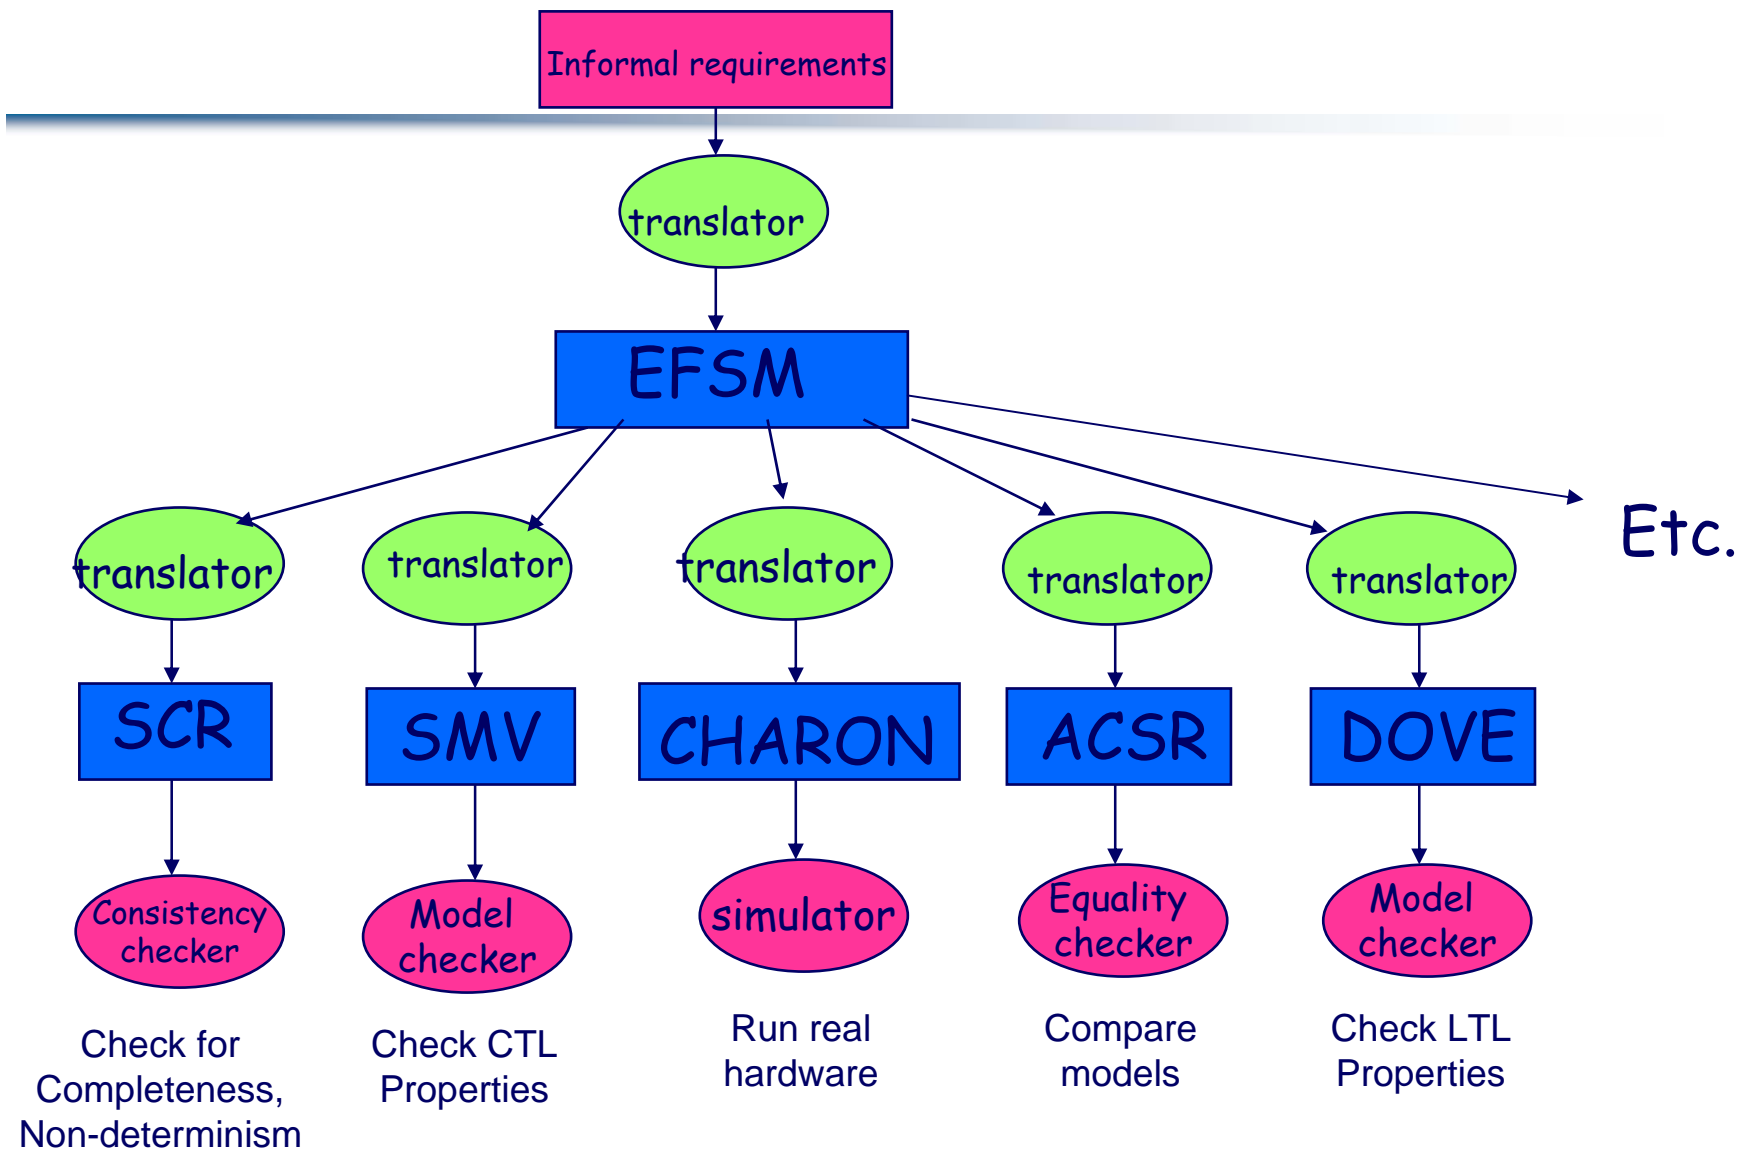 Informal requirements
translator
EFSM
Etc.
translator
translator
translator
translator
translator
SCR
SMV
CHARON
ACSR
DOVE
Consistency
checker
Model
checker
simulator
Equality
checker
Model
checker
Check for
Completeness,
Non-determinism
Check CTL
Properties
Run real
hardware
Compare
models
Check LTL
Properties